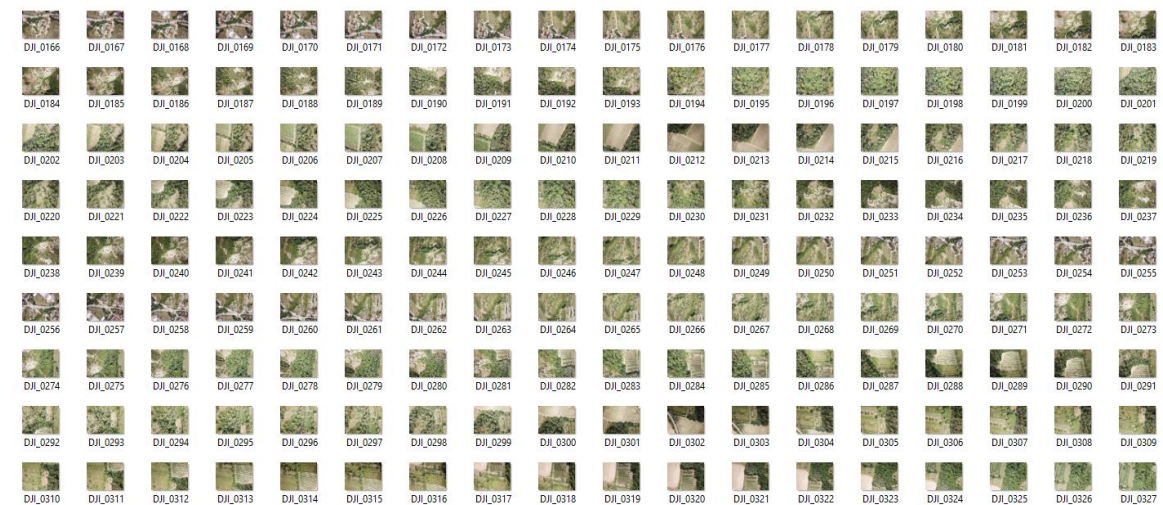 DJI_0166 DJI_0167 DJI_0168 DJI_0169 DJI_0170 DJI_0171 DJI_0172 DJI_0173 DJI_0174 DJI_0175 DJI_0176 DJI_0177 DJI_0178 DJI_0179 DJI_0180 DJI_0181 DJI_0182 DJI_0183
DJI_0184 DJI_0185 DJI_0186 DJI_0187 DJI_0188 DJI_0189 DJI_0190 DJI_0191 DJI_0192 DJI_0193 DJI_0194 DJI_0195 DJI_0196 DJI_0197 DJI_0198 DJI_0199 DJI_0200 DJI_0201
DJI_0202 DJI_0203 DJI_0204 DJI_0205 DJI_0206 DJI_0207 DJI_0208 DJI_0209 DJI_0210 DJI_0211 DJI_0212 DJI_0213 DJI_0214 DJI_0215 DJI_0216 DJI_0217 DJI_0218 DJI_0219
DJI_0220 DJI_0221 DJI_0222 DJI_0223 DJI_0224 DJI_0225 DJI_0226 DJI_0227 DJI_0228 DJI_0229 DJI_0230 DJI_0231 DJI_0232 DJI_0233 DJI_0234 DJI_0235 DJI_0236 DJI_0237
DJI_0238 DJI_0239 DJI_0240 DJI_0241 DJI_0242 DJI_0243 DJI_0244 DJI_0245 DJI_0246 DJI_0247 DJI_0248 DJI_0249 DJI_0250 DJI_0251 DJI_0252 DJI_0253 DJI_0254 DJI_0255
DJI_0256 DJI_0257 DJI_0258 DJI_0259 DJI_0260 DJI_0261 DJI_0262 DJI_0263 DJI_0264 DJI_0265 DJI_0266 DJI_0267 DJI_0268 DJI_0269 DJI_0270 DJI_0271 DJI_0272 DJI_0273
DJI_0274 DJI_0275 DJI_0276 DJI_0277 DJI_0278 DJI_0279 DJI_0280 DJI_0281 DJI_0282 DJI_0283 DJI_0284 DJI_0285 DJI_0286 DJI_0287 DJI_0288 DJI_0289 DJI_0290 DJI_0291
DJI_0292 DJI_0293 DJI_0294 DJI_0295 DJI_0296 DJI_0297 DJI_0298 DJI_0299 DJI_0300 DJI_0301 DJI_0302 DJI_0303 DJI_0304 DJI_0305 DJI_0306 DJI_0307 DJI_0308 DJI_0309
DJI_0310 DJI_0311 DJI_0312 DJI_0313 DJI_0314 DJI_0315 DJI_0316 DJI_0317 DJI_0318 DJI_0319 DJI_0320 DJI_0321 DJI_0322 DJI_0323 DJI_0324 DJI_0325 DJI_0326 DJI_0327